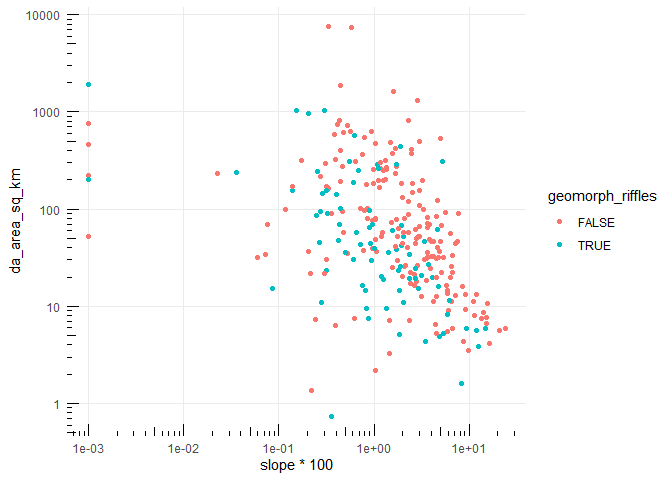 10000
1000
100
10
1
da_area_sq_km
1e-03
1e-02
1e-01
1e+00
1e+01
slope * 100
geomorph_riffles
FALSE
TRUE